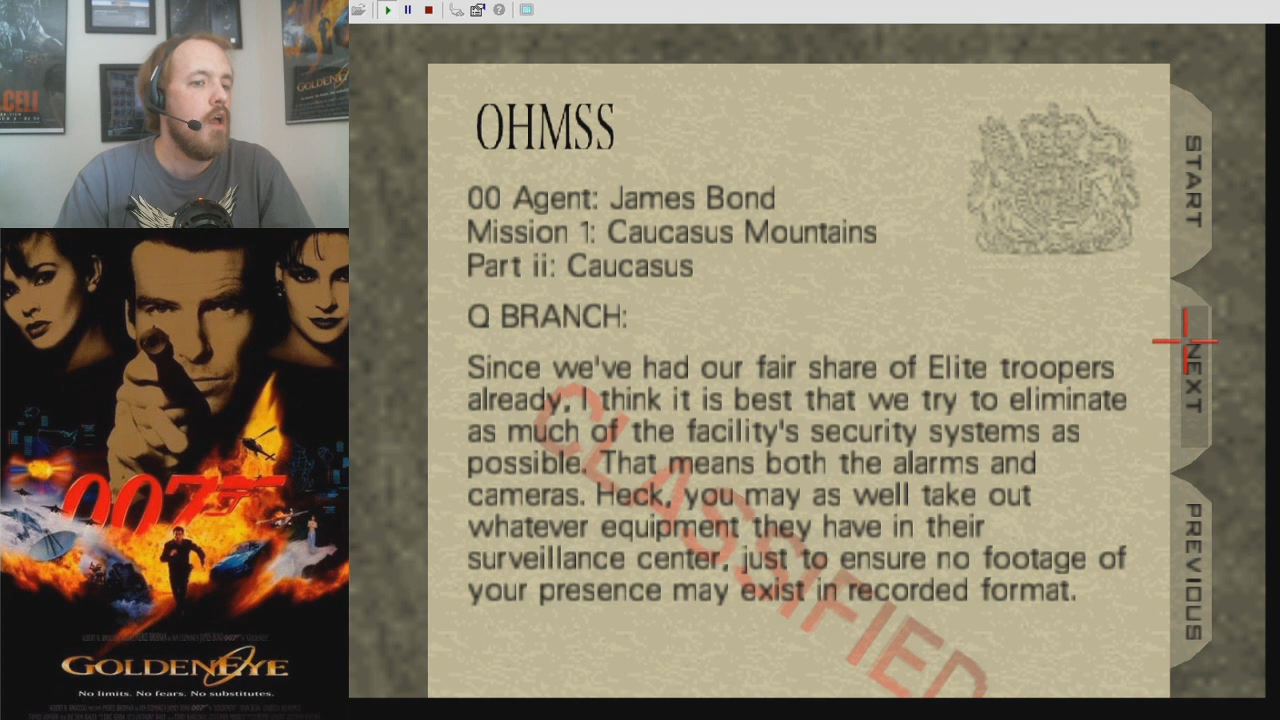 CELL
GOLDENEYE
OHMSS
00 Agent: James Bond
Mission 1: Caucasus Mountains
Part ii: Caucasus
Q BRANCH:
Since we've had our fair share of Elite troopers
already, I think it is best that we try to eliminate
as much of the facility's security systems as
possible. That means both the alarms and
cameras. Heck, you may as well take out
whatever equipment they have in their
surveillance center, just to ensure no footage of
your presence may exist in recorded format.
CLASSIFIED
START
NEXT
PREVIOUS
007
GOLDENEYE
No limits. No fears. No substitutes.